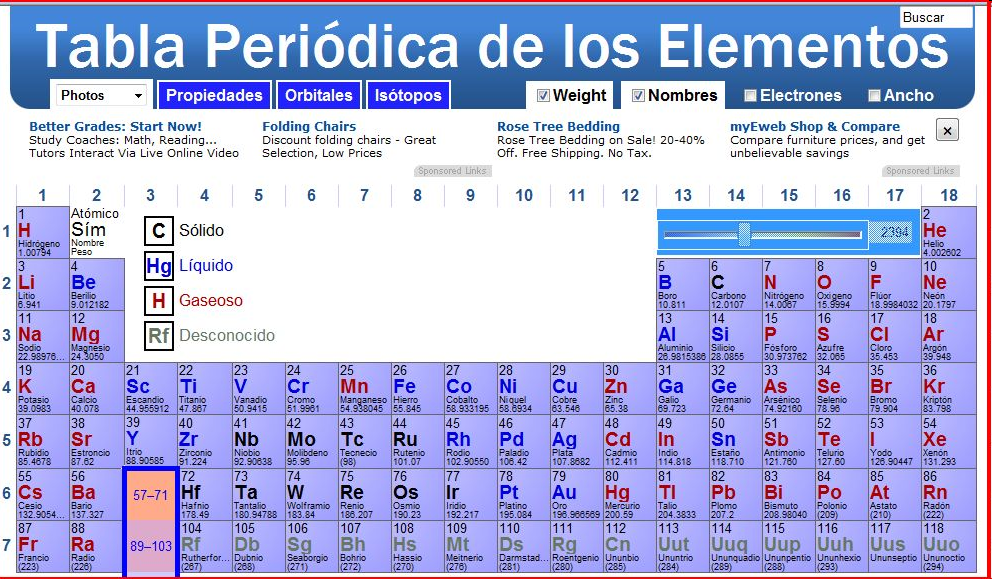 Buscar
Tabla Periódica de los Elementos
Photos Propiedades Orbitales Isótopos Weight Nombres Electrones Ancho
Better Grades: Start Now! Folding Chairs Rose Tree Bedding myEweb Shop & Compare
Study Coaches: Math, Reading... Discount folding chairs - Great Rose Tree Bedding on Sale! 20-40% Compare furniture prices, and get
Tutors Interact Via Live Online Video Selection, Low Prices Off. Free Shipping. No Tax. unbelievable savings
Sponsored Links Sponsored Links
1 2 3 4 5 6 7 8 9 10 11 12 13 14 15 16 17 18
1 Atómico 2
1 H Sím C Sólido 2394 He
Hidrógeno Nombre Helio
1.00794 Peso 4.002602
Hg Líquido
3 4 5 6 7 8 9 10
2 Li Be B C N O F Ne
Litio Berilio Boro Carbono Nitrógeno Oxígeno Flúor Neón
6.941 9.012182 10.811 12.0107 14.0067 15.9994 18.9984032 20.1797
H Gaseoso
11 12 13 14 15 16 17 18
3 Na Mg Rf Desconocido Al Si P S Cl Ar
Sodio Magnesio Aluminio Silicio Fósforo Azufre Cloro Argón
22.98976... 24.3050 26.9815386 28.0855 30.973762 32.065 35.453 39.948
19 20 21 22 23 24 25 26 27 28 29 30 31 32 33 34 35 36
4 K Ca Sc Ti V Cr Mn Fe Co Ni Cu Zn Ga Ge As Se Br Kr
Potasio Calcio Escandio Titanio Vanadio Cromo Manganeso Hierro Cobalto Níquel Cobre Zinc Galio Germanio Arsénico Selenio Bromo Kriptón
39.0983 40.078 44.955912 47.867 50.9415 51.9961 54.938045 55.845 58.933195 58.6934 63.546 65.38 69.723 72.64 74.92160 78.96 79.904 83.798
37 38 39 40 41 42 43 44 45 46 47 48 49 50 51 52 53 54
5 Rb Sr Y Zr Nb Mo Tc Ru Rh Pd Ag Cd In Sn Sb Te I Xe
Rubidio Estroncio Itrio Zirconio Niobio Molibdeno Tecnecio Rutenio Rodio Paladio Plata Cadmio Indio Estaño Antimonio Telurio Yodo Xenón
85.4678 87.62 88.90585 91.224 92.90638 95.96 (98) 101.07 102.90550 106.42 107.8682 112.411 114.818 118.710 121.760 127.60 126.90447 131.293
55 56 72 73 74 75 76 77 78 79 80 81 82 83 84 85 86
6 Cs Ba 57–71 Hf Ta W Re Os Ir Pt Au Hg Tl Pb Bi Po At Rn
Cesio Bario Hafnio Tantalio Wolframio Renio Osmio Iridio Platino Oro Mercurio Talio Plomo Bismuto Polonio Astato Radón
132.9054... 137.327 178.49 180.94788 183.84 186.207 190.23 192.217 195.084 196.966569 200.59 204.3833 207.2 208.98040 (209) (210) (222)
87 88 104 105 106 107 108 109 110 111 112 113 114 115 116 117 118
7 Fr Ra 89–103 Rf Db Sg Bh Hs Mt Ds Rg Cn Uut Uuq Uup Uuh Uus Uuo
Francio Radio Rutherfor... Dubnio Seaborgio Bohrio Hassio Meitnerio Darmstad... Roentgenio Ununbio Ununtrio Ununquadio Ununpentio Ununhexio Ununseptio Ununoctio
(223) (226) (267) (268) (271) (272) (270) (276) (281) (280) (285) (284) (289) (288) (293) (294)